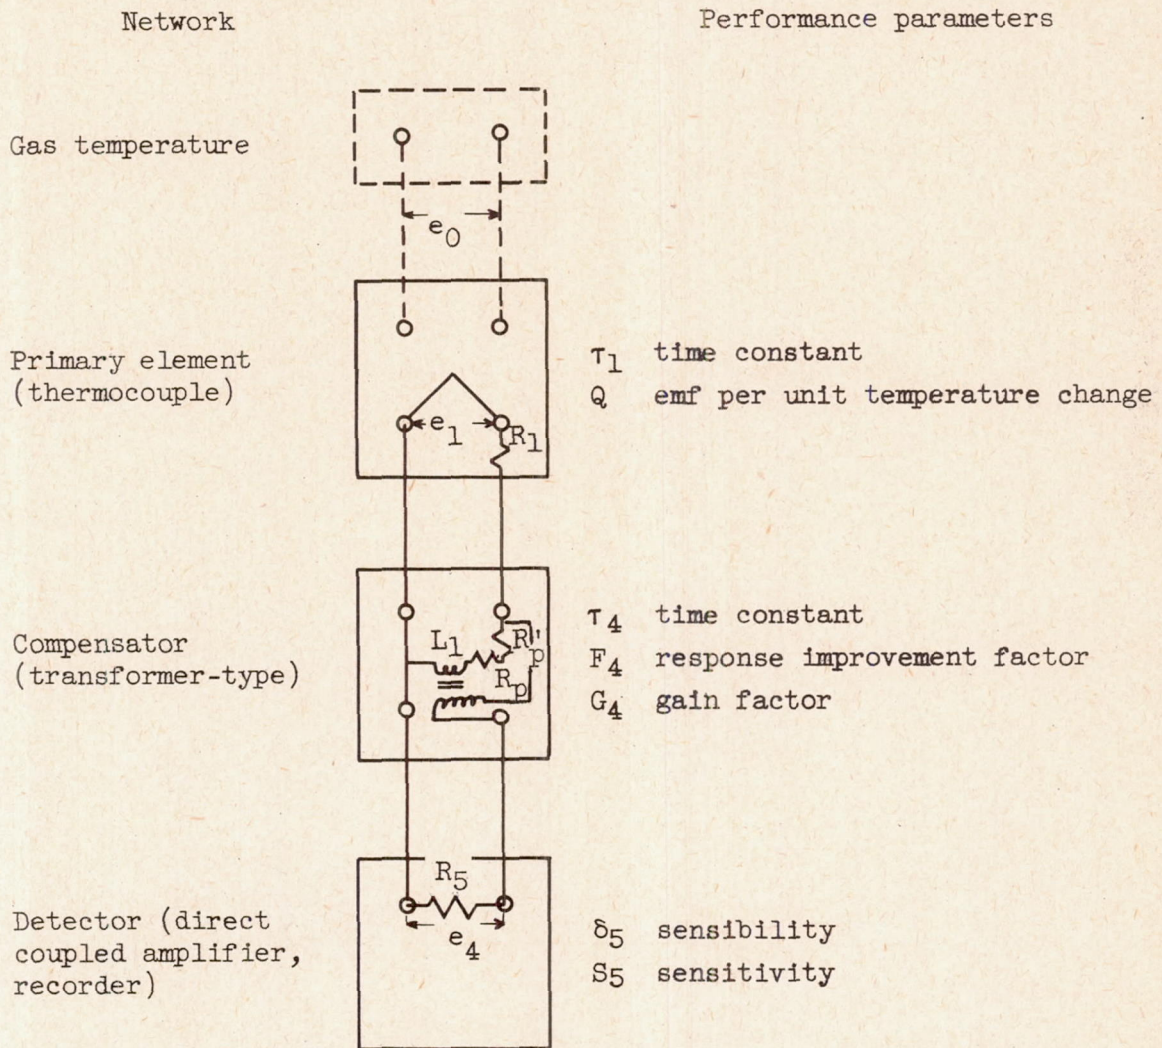 Network
Performance parameters
Gas temperature
e0
Primary element
(thermocouple)
e1
R1
τ1 time constant
Q emf per unit temperature change
Compensator
(transformer-type)
L1
R'p
Rp
τ4 time constant
F4 response improvement factor
G4 gain factor
Detector (direct
coupled amplifier,
recorder)
R5
e4
δ5 sensibility
S5 sensitivity